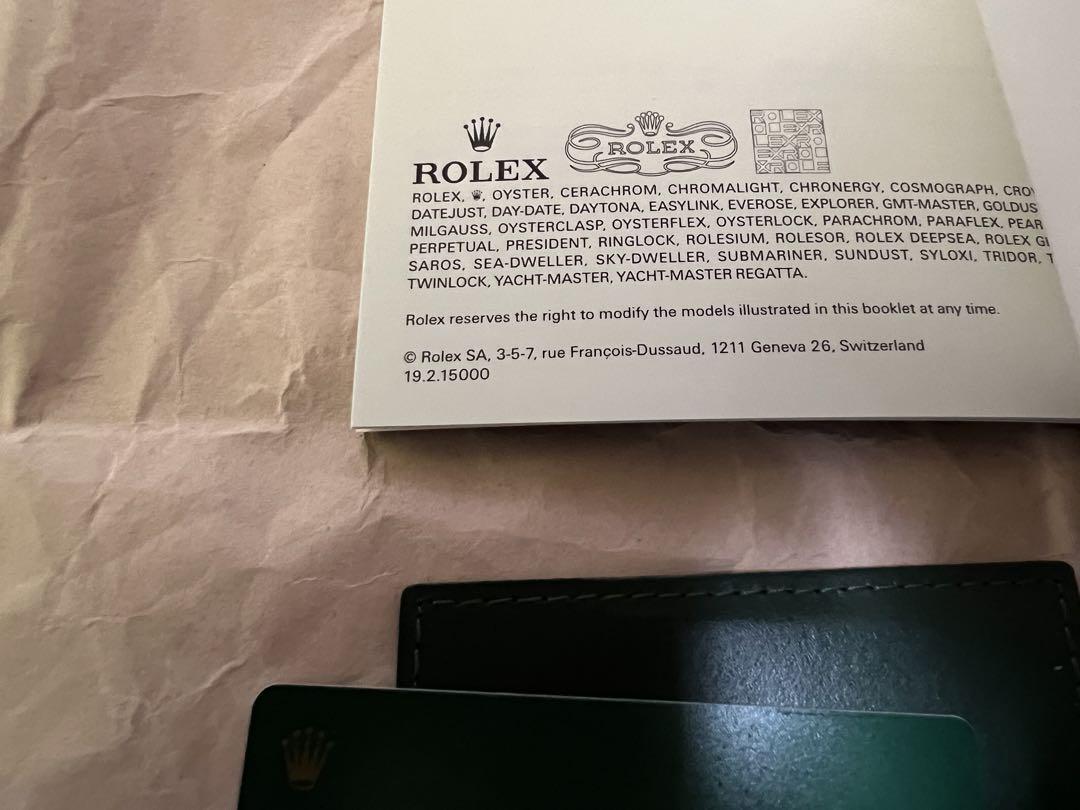 ROLEX
ROLEX
ROLEX, OYSTER, CERACHROM, CHROMALIGHT, CHRONERGY, COSMOGRAPH,
DATEJUST, DAY-DATE, DAYTONA, EASYLINK, EVEROSE, EXPLORER, GMT-MASTER,
MILGAUSS, OYSTERCLASP, OYSTERFLEX, OYSTERLOCK, PARACHROM, PARAFLEX,
PERPETUAL, PRESIDENT, RINGLOCK, ROLESIUM, ROLESOR, ROLEX DEEPSEA, ROLEX
SAROS, SEA-DWELLER, SKY-DWELLER, SUBMARINER, SUNDUST, SYLOXI, TRIDOR,
TWINLOCK, YACHT-MASTER, YACHT-MASTER REGATTA.
Rolex reserves the right to modify the models illustrated in this booklet at any time.
© Rolex SA, 3-5-7, rue François-Dussaud, 1211 Geneva 26, Switzerland
19.2.15000